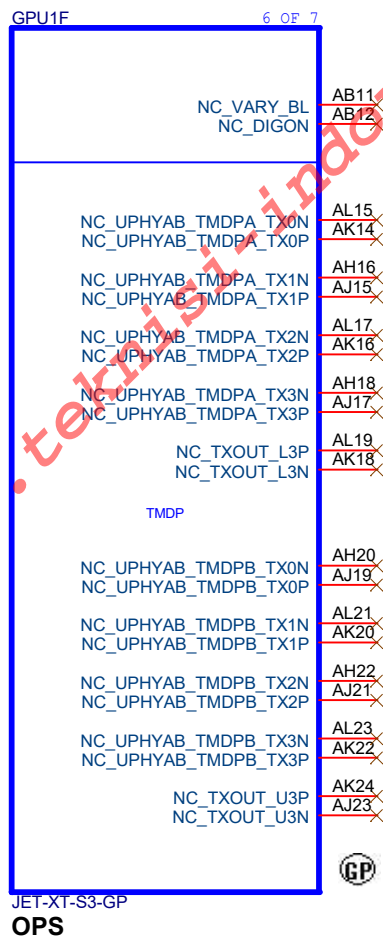 GPU1F 6 OF 7
NC_VARY_BL AB11
NC_DIGON AB12
NC_UPHYAB_TMDPA_TX0N AL15
NC_UPHYAB_TMDPA_TX0P AK14
NC_UPHYAB_TMDPA_TX1N AH16
NC_UPHYAB_TMDPA_TX1P AJ15
NC_UPHYAB_TMDPA_TX2N AL17
NC_UPHYAB_TMDPA_TX2P AK16
NC_UPHYAB_TMDPA_TX3N AH18
NC_UPHYAB_TMDPA_TX3P AJ17
NC_TXOUT_L3P AL19
NC_TXOUT_L3N AK18
TMDP
NC_UPHYAB_TMDPB_TX0N AH20
NC_UPHYAB_TMDPB_TX0P AJ19
NC_UPHYAB_TMDPB_TX1N AL21
NC_UPHYAB_TMDPB_TX1P AK20
NC_UPHYAB_TMDPB_TX2N AH22
NC_UPHYAB_TMDPB_TX2P AJ21
NC_UPHYAB_TMDPB_TX3N AL23
NC_UPHYAB_TMDPB_TX3P AK22
NC_TXOUT_U3P AK24
NC_TXOUT_U3N AJ23
GP
JET-XT-S3-GP
OPS
.teknisi-indo